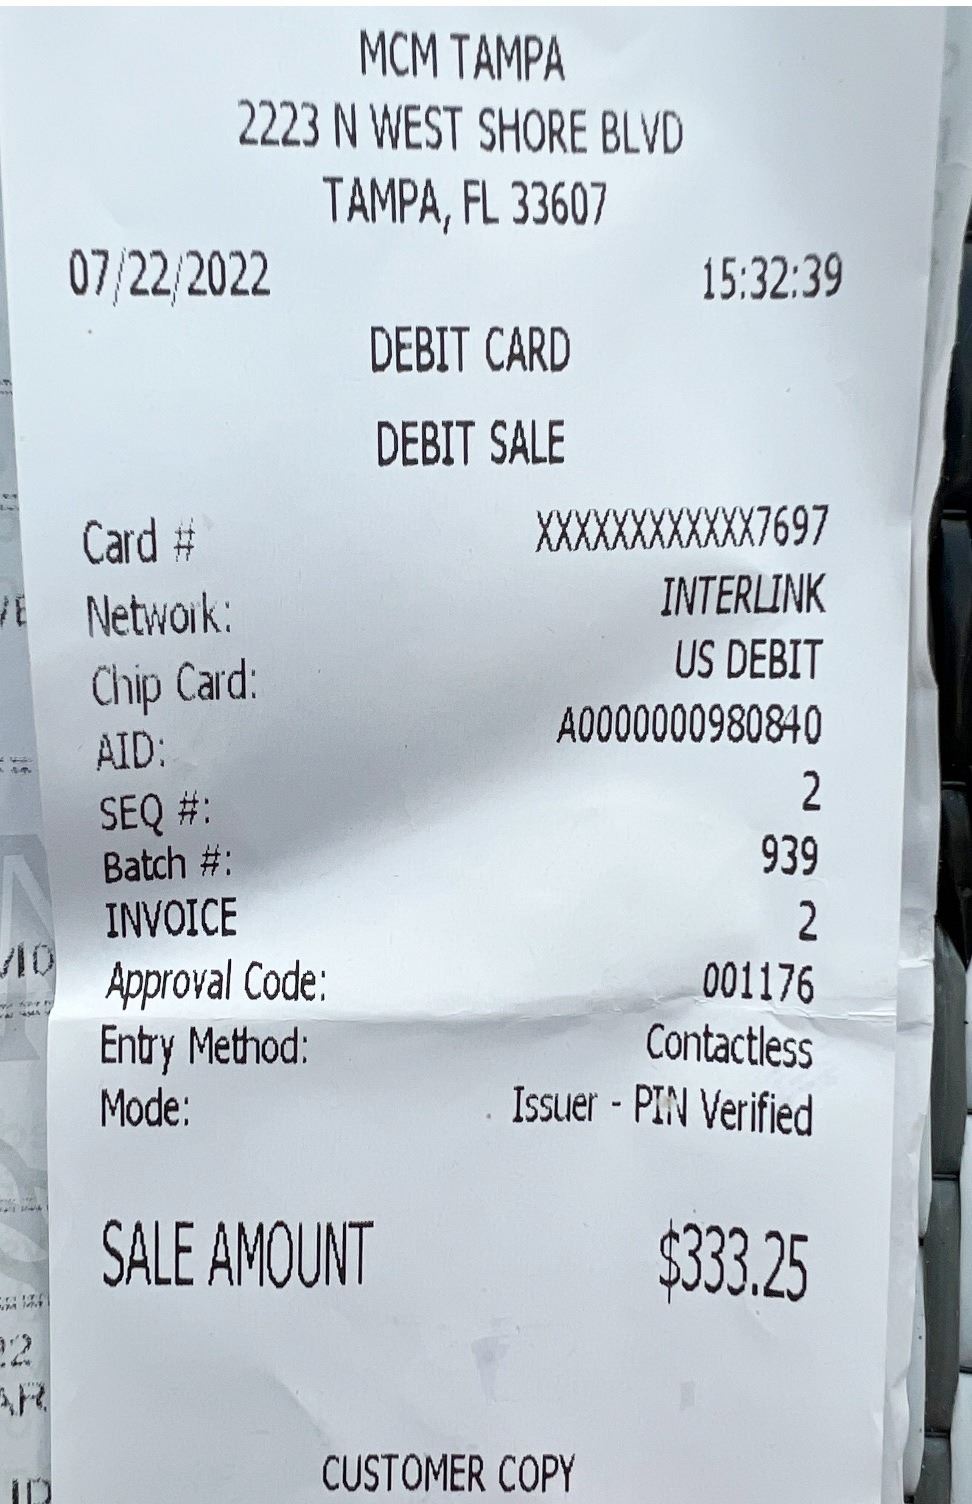 MCM TAMPA
2223 N WEST SHORE BLVD
TAMPA, FL 33607
07/22/2022 15:32:39
DEBIT CARD
DEBIT SALE
Card # XXXXXXXXXXXX7697
Network: INTERLINK
Chip Card: US DEBIT
AID: A0000000980840
SEQ #: 2
Batch #: 939
INVOICE 2
Approval Code: 001176
Entry Method: Contactless
Mode: Issuer - PIN Verified
SALE AMOUNT $333.25
CUSTOMER COPY